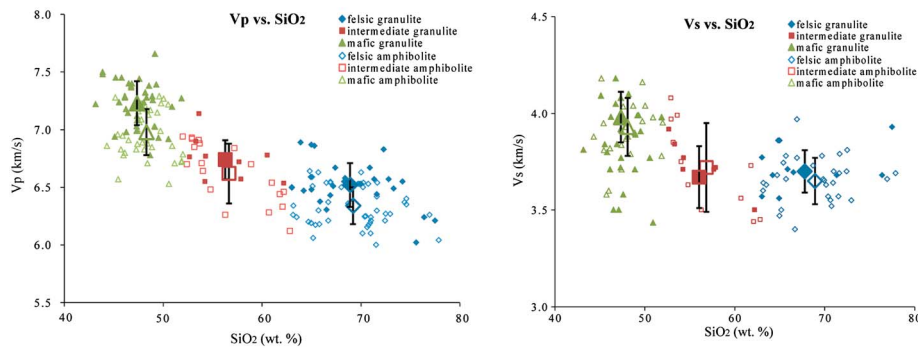 Vp vs. SiO2
felsic granulite
intermediate granulite
mafic granulite
felsic amphibolite
intermediate amphibolite
mafic amphibolite
8.0
7.5
7.0
6.5
6.0
5.5
Vp (km/s)
40 50 60 70 80
SiO2 (wt. %)
Vs vs. SiO2
felsic granulite
intermediate granulite
mafic granulite
felsic amphibolite
intermediate amphibolite
mafic amphibolite
4.5
4.0
3.5
3.0
Vs (km/s)
40 50 60 70 80
SiO2 (wt. %)